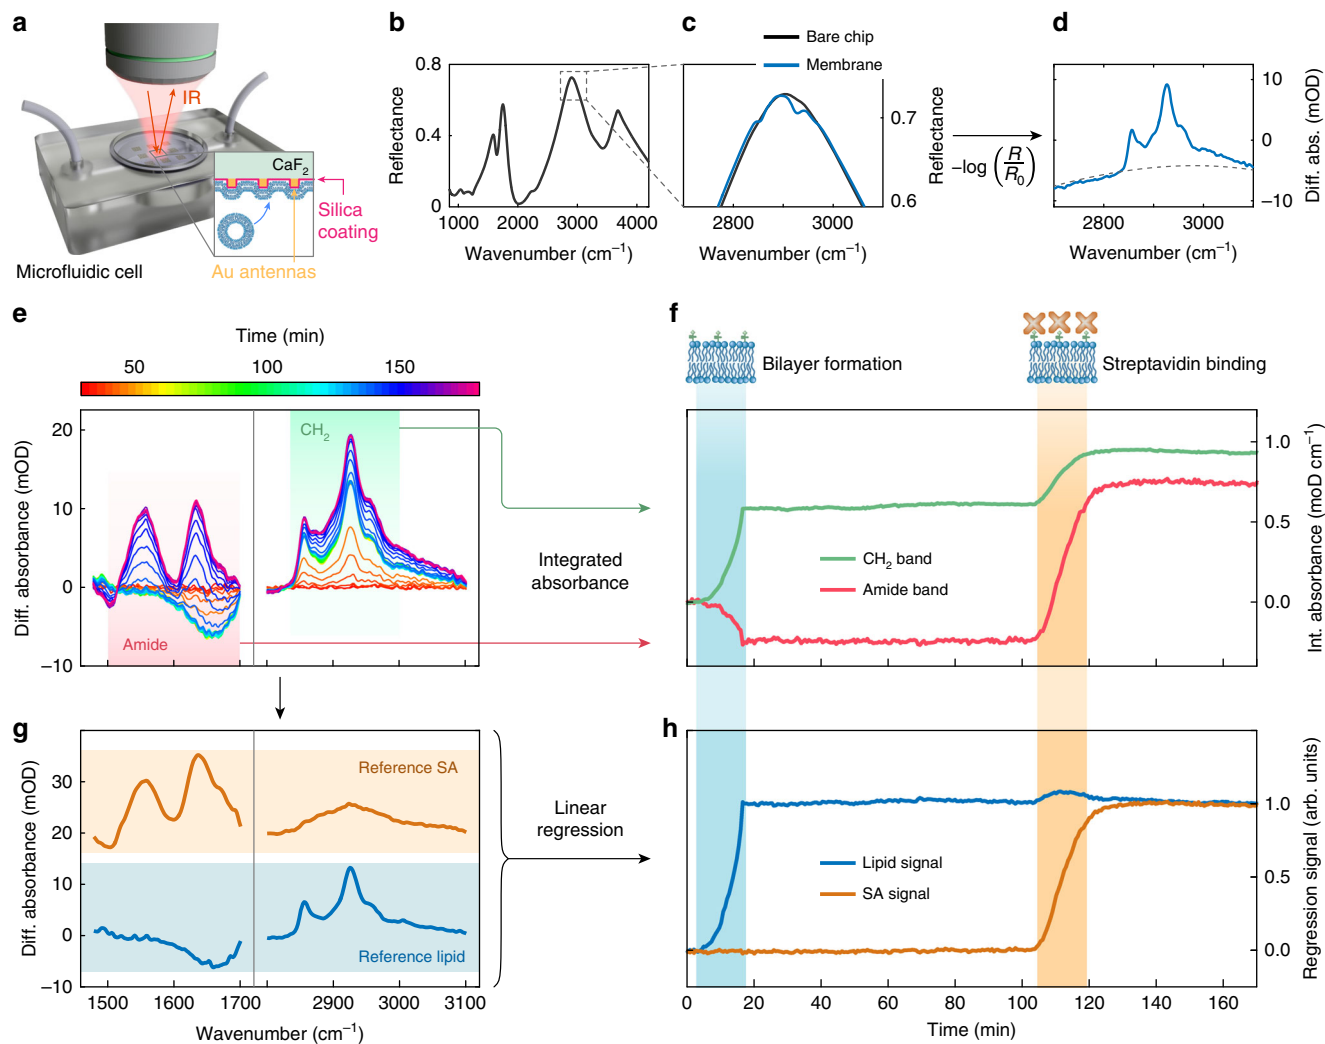 a
IR
CaF2
Silica
coating
Au antennas
Microfluidic cell
b
Reflectance
0.8
0.4
0
1000
2000
3000
4000
Wavenumber (cm−1)
c
Bare chip
Membrane
Reflectance
0.7
0.6
2800
3000
Wavenumber (cm−1)
−log (R/R0)
d
10
0
−10
Diff. abs. (mOD)
2800
3000
Wavenumber (cm−1)
e
Time (min)
50
100
150
Diff. absorbance (mOD)
20
10
0
−10
CH2
Amide
Integrated
absorbance
f
Bilayer formation
Streptavidin binding
CH2 band
Amide band
1.0
0.5
0.0
Int. absorbance (moD cm−1)
g
Diff. absorbance (mOD)
30
20
10
0
−10
Reference SA
Reference lipid
1500
1600
1700
2900
3000
3100
Wavenumber (cm−1)
Linear
regression
h
Lipid signal
SA signal
1.0
0.5
0.0
Regression signal (arb. units)
0
20
40
60
80
100
120
140
160
Time (min)